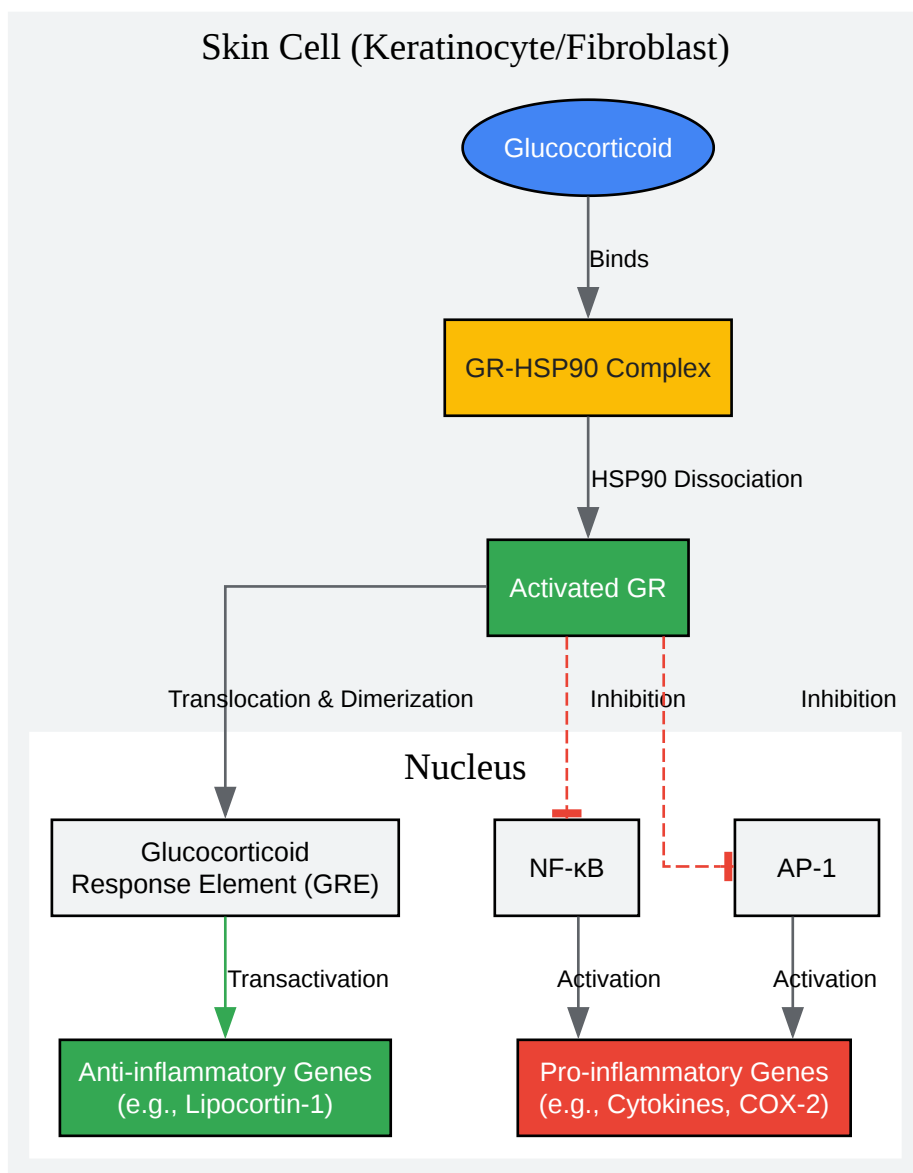 Skin Cell (Keratinocyte/Fibroblast)
Glucocorticoid
Binds
GR-HSP90 Complex
HSP90 Dissociation
Activated GR
Translocation & Dimerization
Inhibition
Inhibition
Nucleus
Glucocorticoid
Response Element (GRE)
NF-κB
AP-1
Transactivation
Activation
Activation
Anti-inflammatory Genes
(e.g., Lipocortin-1)
Pro-inflammatory Genes
(e.g., Cytokines, COX-2)